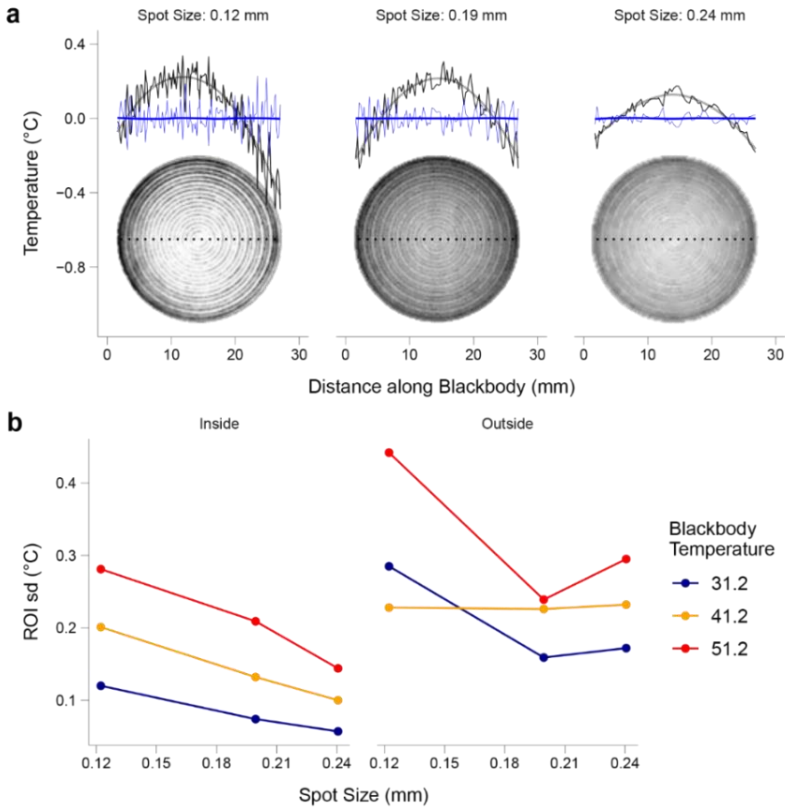 a
Spot Size: 0.12 mm Spot Size: 0.19 mm Spot Size: 0.24 mm
0.4
0.0
−0.4
−0.8
Temperature (°C)
0 10 20 30 0 10 20 30 0 10 20 30
Distance along Blackbody (mm)
b
Inside Outside
0.4
0.3
0.2
0.1
ROI sd (°C)
Blackbody
Temperature
31.2
41.2
51.2
0.12 0.15 0.18 0.21 0.24 0.12 0.15 0.18 0.21 0.24
Spot Size (mm)